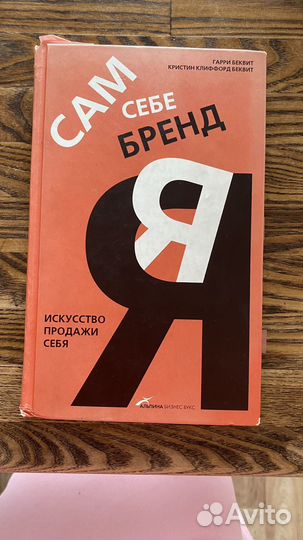 ГАРРИ БЕКВИТ
КРИСТИН КЛИФФОРД БЕКВИТ
САМ
СЕБЕ
БРЕНД
Я
Я
ИСКУССТВО
ПРОДАЖИ
СЕБЯ
АЛЬПИНА БИЗНЕС БУКС
Avito